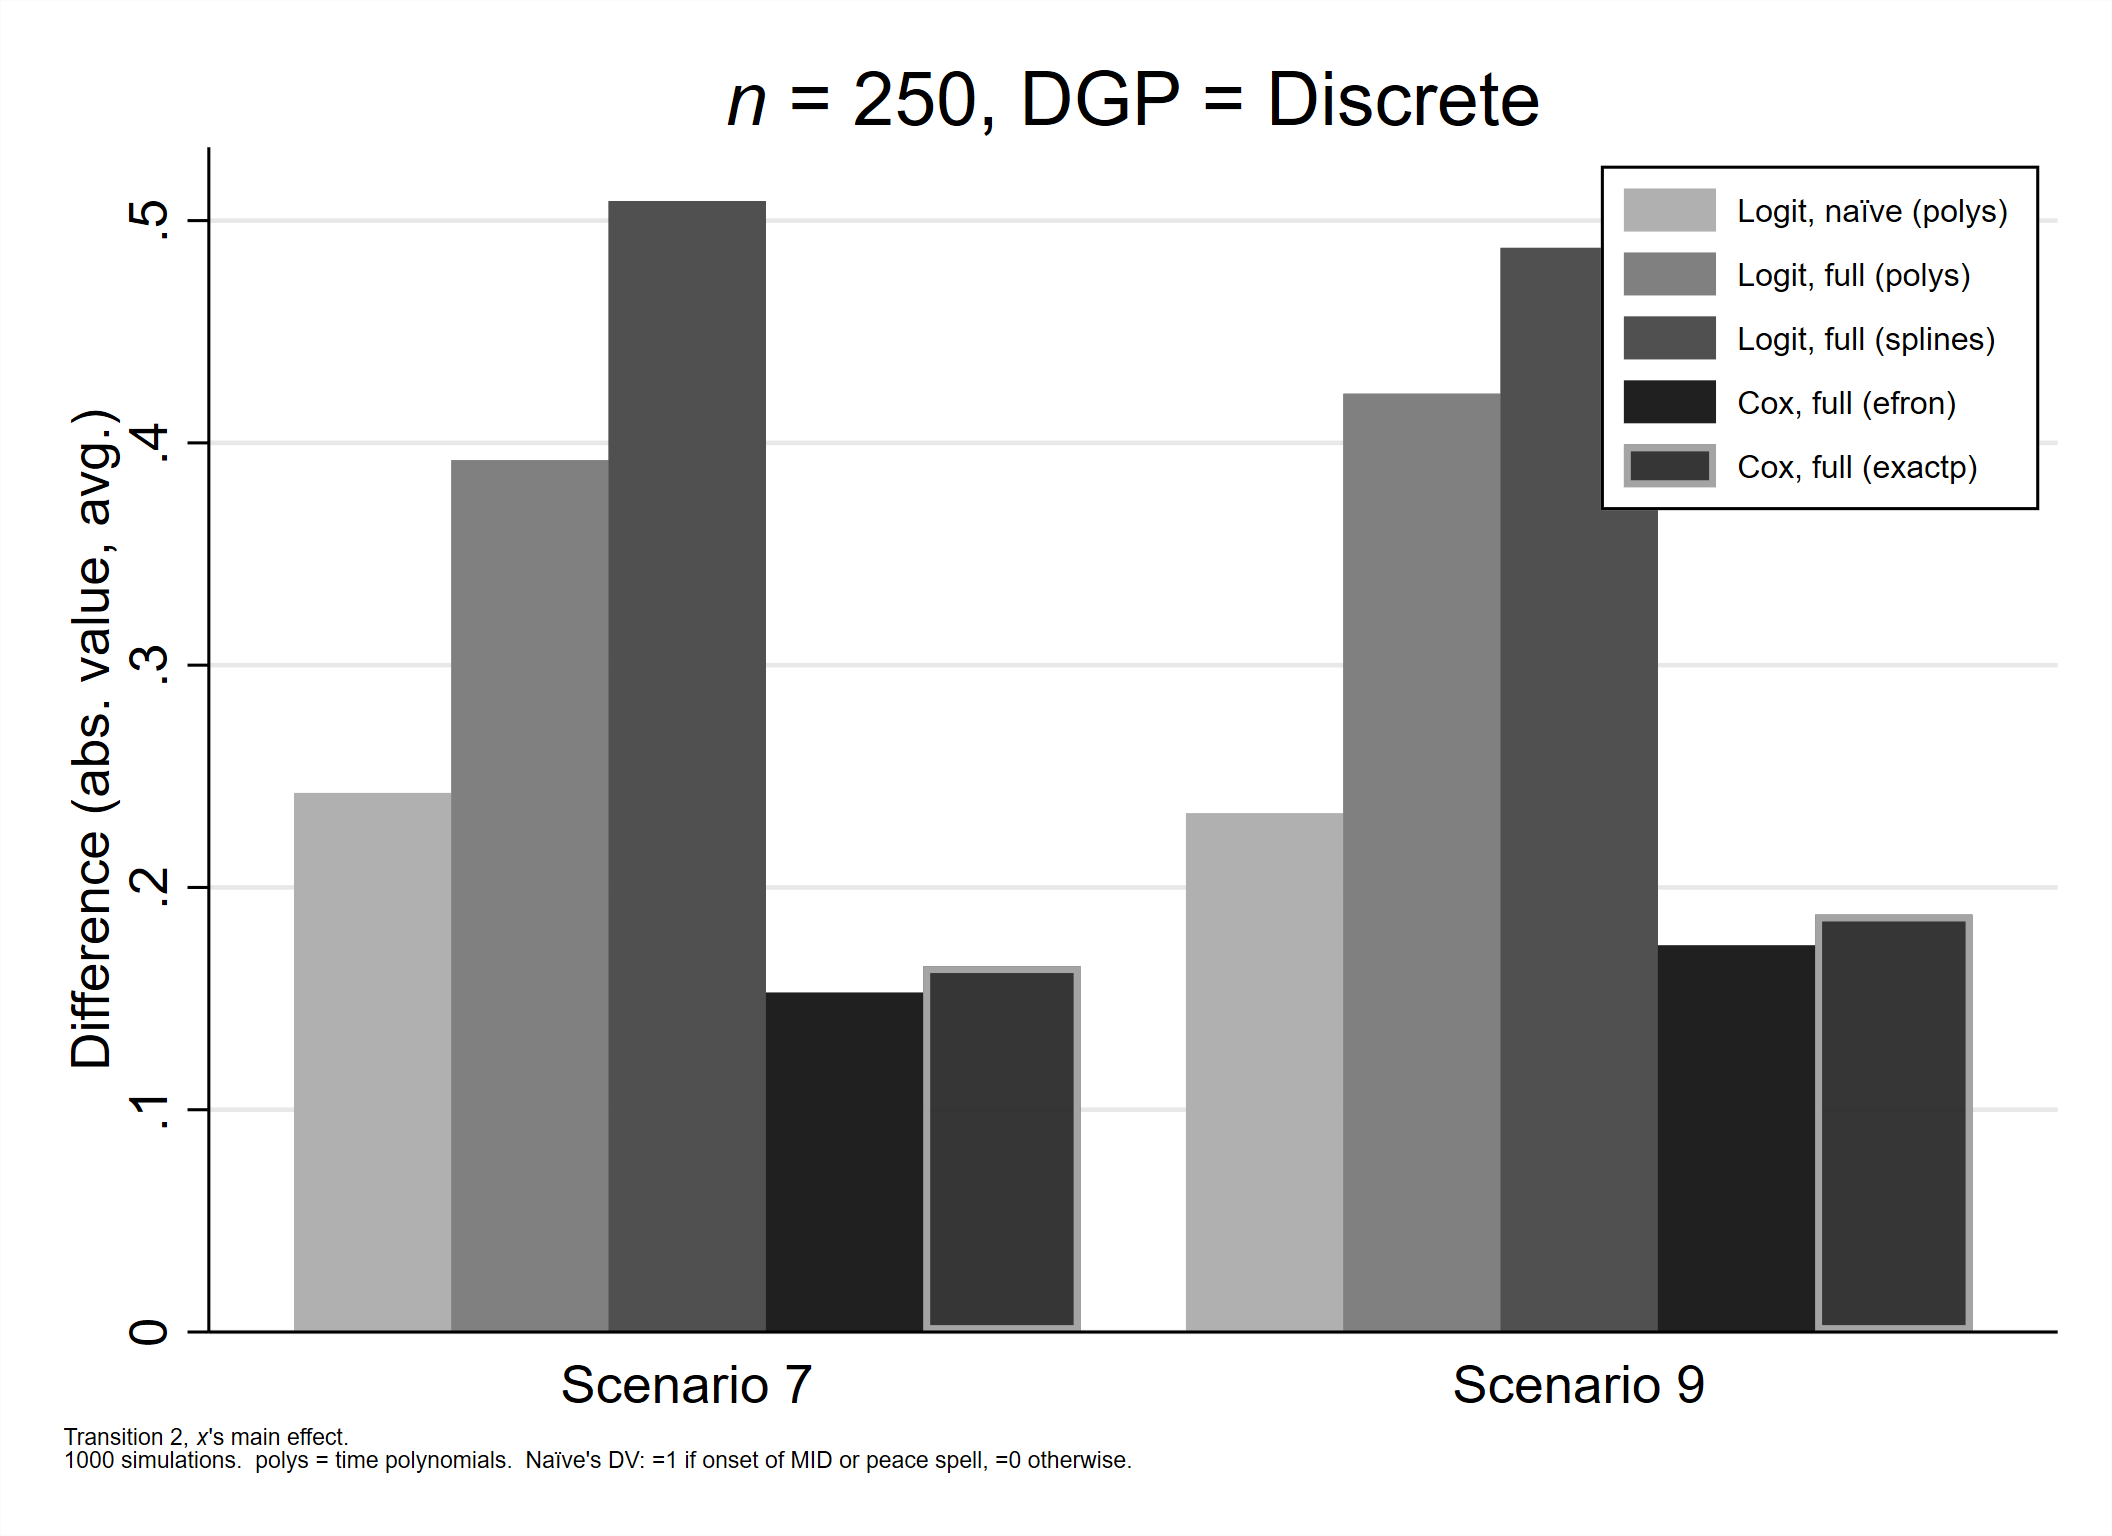 n = 250, DGP = Discrete
Difference (abs. value, avg.)
.5
.4
.3
.2
.1
0
Logit, naïve (polys)
Logit, full (polys)
Logit, full (splines)
Cox, full (efron)
Cox, full (exactp)
Scenario 7
Scenario 9
Transition 2, x's main effect.
1000 simulations.  polys = time polynomials.  Naïve's DV: =1 if onset of MID or peace spell, =0 otherwise.